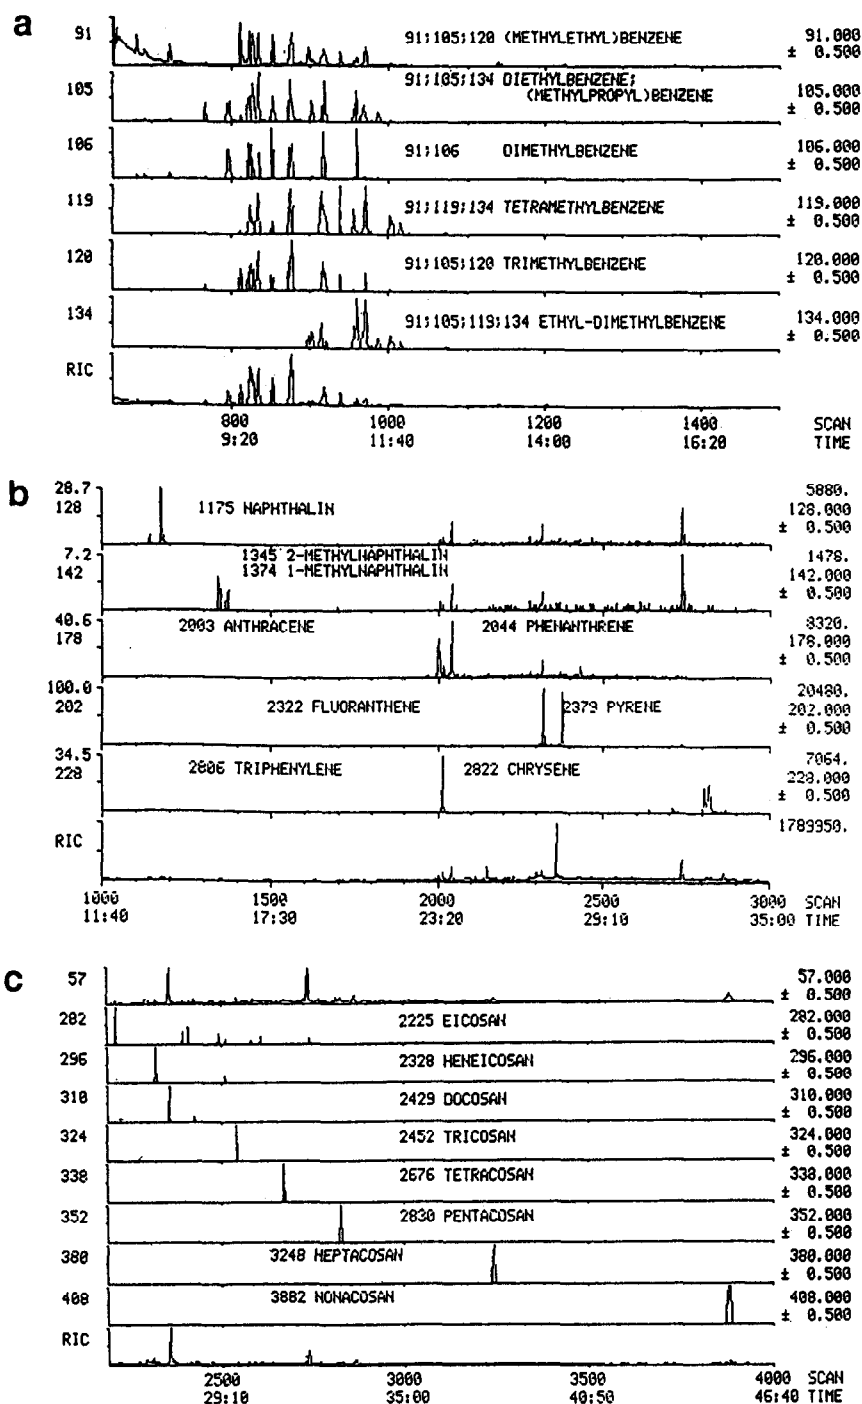 a
91
91;105;120 (METHYLETHYL)BENZENE
91.000
± 0.500
105
91;105;134 DIETHYLBENZENE;
(METHYLPROPYL)BENZENE
105.000
± 0.500
106
91;106 DIMETHYLBENZENE
106.000
± 0.500
119
91;119;134 TETRAMETHYLBENZENE
119.000
± 0.500
120
91;105;120 TRIMETHYLBENZENE
120.000
± 0.500
134
91;105;119;134 ETHYL-DIMETHYLBENZENE
134.000
± 0.500
RIC
800 1000 1200 1400 SCAN
9:20 11:40 14:00 16:20 TIME
b
28.7
128
1175 NAPHTHALIN
5880.
128.000
± 0.500
7.2
142
1345 2-METHYLNAPHTHALIN
1374 1-METHYLNAPHTHALIN
1478.
142.000
± 0.500
40.6
178
2003 ANTHRACENE 2044 PHENANTHRENE
8320.
178.000
± 0.500
100.0
202
2322 FLUORANTHENE 2379 PYRENE
20480.
202.000
± 0.500
34.5
228
2806 TRIPHENYLENE 2822 CHRYSENE
7064.
228.000
± 0.500
RIC
1789950.
1000 1500 2000 2500 3000 SCAN
11:40 17:30 23:20 29:10 35:00 TIME
c
57
57.000
± 0.500
282
2225 EICOSAN
282.000
± 0.500
296
2328 HENEICOSAN
296.000
± 0.500
310
2429 DOCOSAN
310.000
± 0.500
324
2452 TRICOSAN
324.000
± 0.500
338
2676 TETRACOSAN
338.000
± 0.500
352
2830 PENTACOSAN
352.000
± 0.500
380
3248 HEPTACOSAN
380.000
± 0.500
408
3882 NONACOSAN
408.000
± 0.500
RIC
2500 3000 3500 4000 SCAN
29:10 35:00 40:50 46:40 TIME